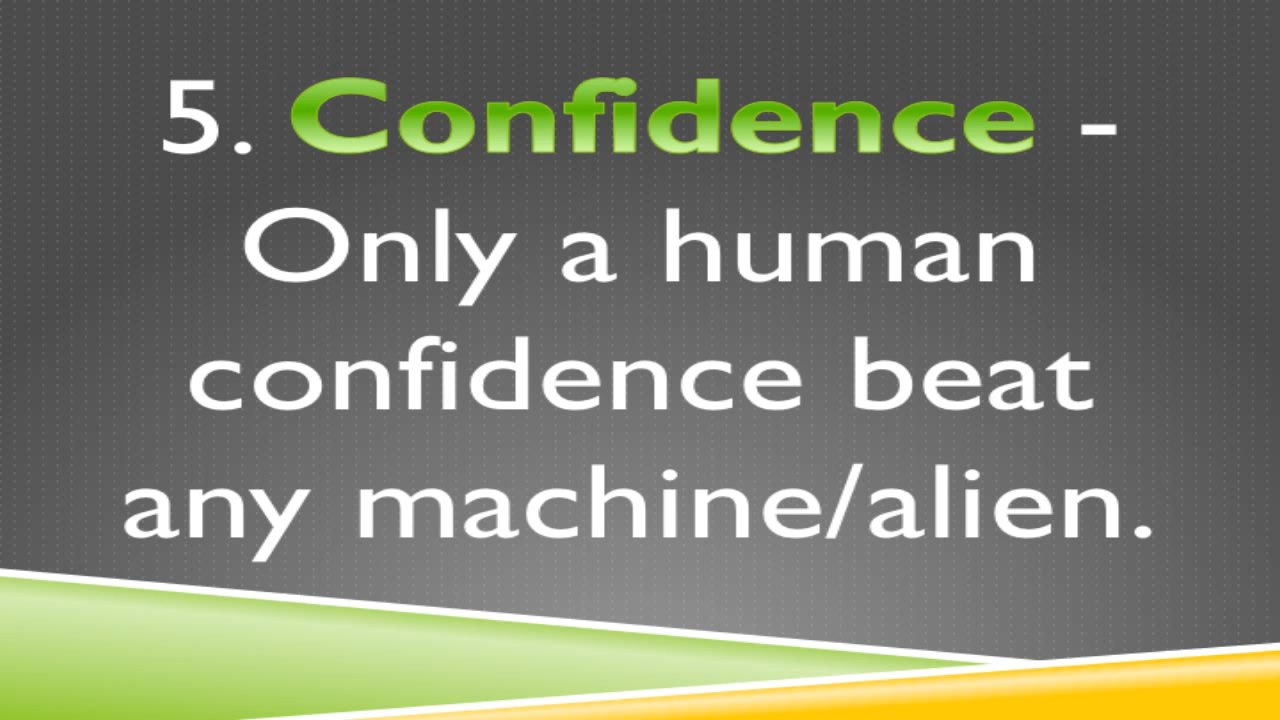 5. Confidence -
Only a human
confidence beat
any machine/alien.